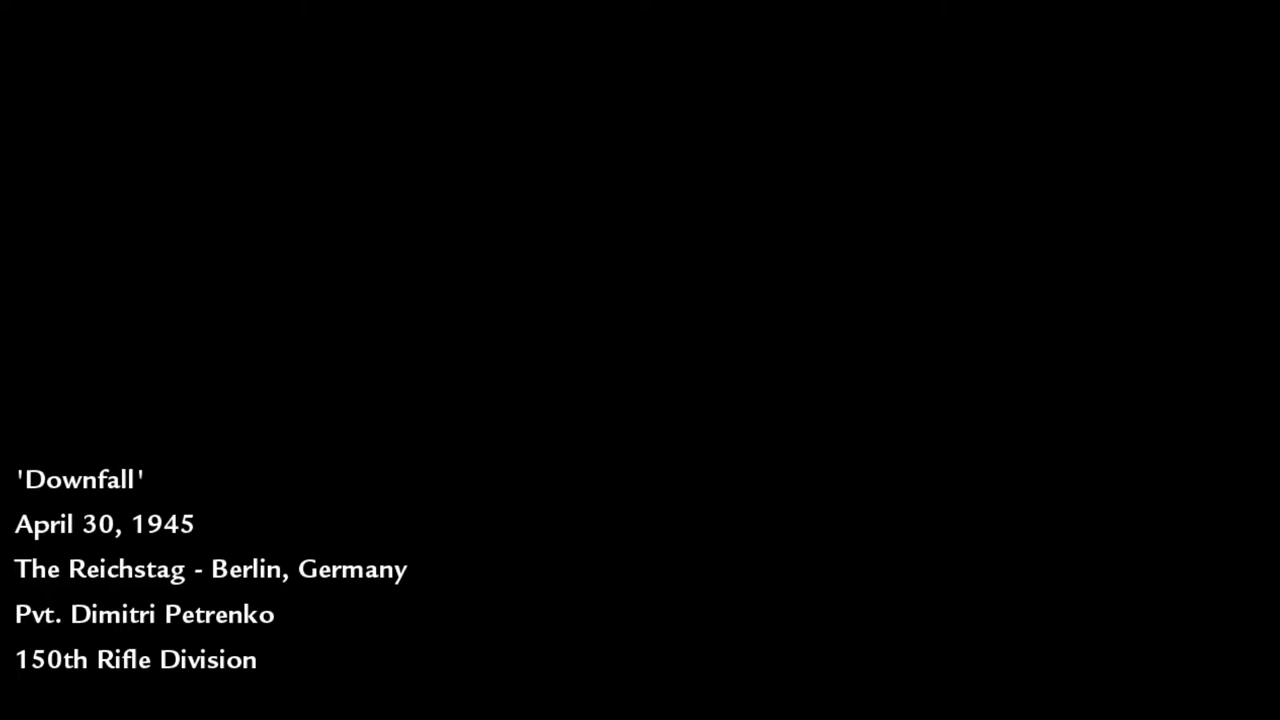 'Downfall'
April 30, 1945
The Reichstag - Berlin, Germany
Pvt. Dimitri Petrenko
150th Rifle Division